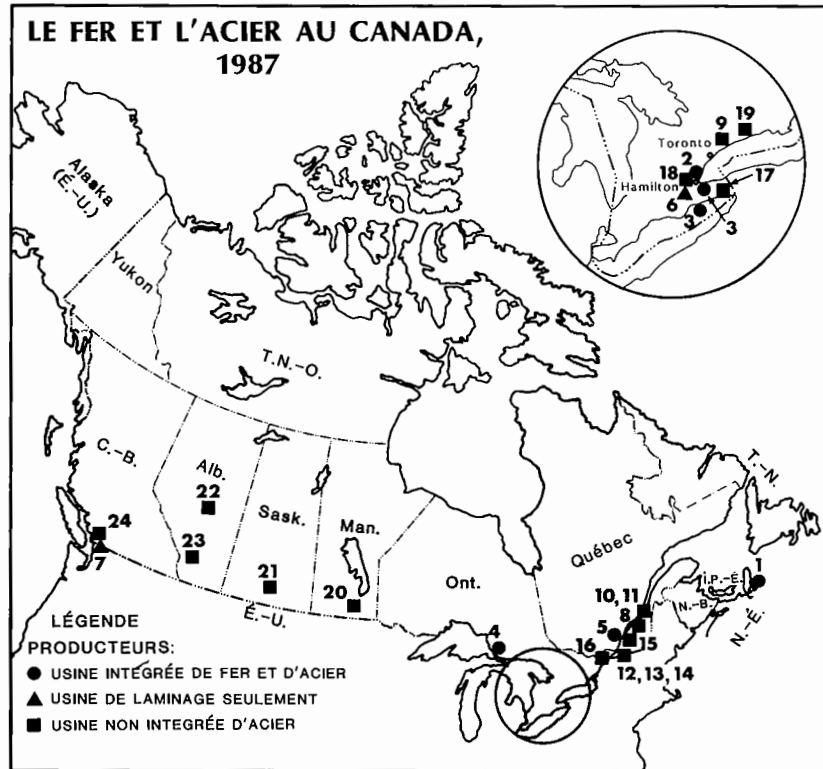 LE FER ET L'ACIER AU CANADA,
1987
Alaska
(É.-U.)
Yukon
T.N.-O.
C.-B.
Alb.
Sask.
Man.
Ont.
Québec
T.-N.
Î.P.-É.
N.-B.
N.-É.
É.-U.
22
23
24
7
21
20
4
10, 11
8
5
15
16
12, 13, 14
1
9
19
Toronto
2
18
17
Hamilton
6
3
3
LÉGENDE
PRODUCTEURS:
USINE INTEGRÉE DE FER ET D'ACIER
USINE DE LAMINAGE SEULEMENT
USINE NON INTEGRÉE D'ACIER